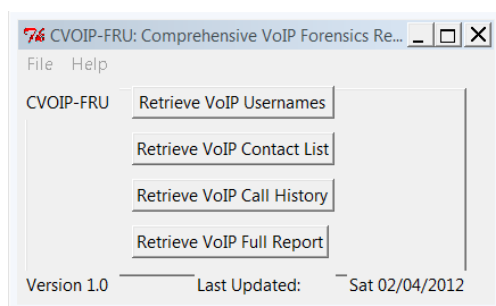 CVOIP-FRU: Comprehensive VoIP Forensics Re...
File Help
CVOIP-FRU Retrieve VoIP Usernames
Retrieve VoIP Contact List
Retrieve VoIP Call History
Retrieve VoIP Full Report
Version 1.0 Last Updated: Sat 02/04/2012